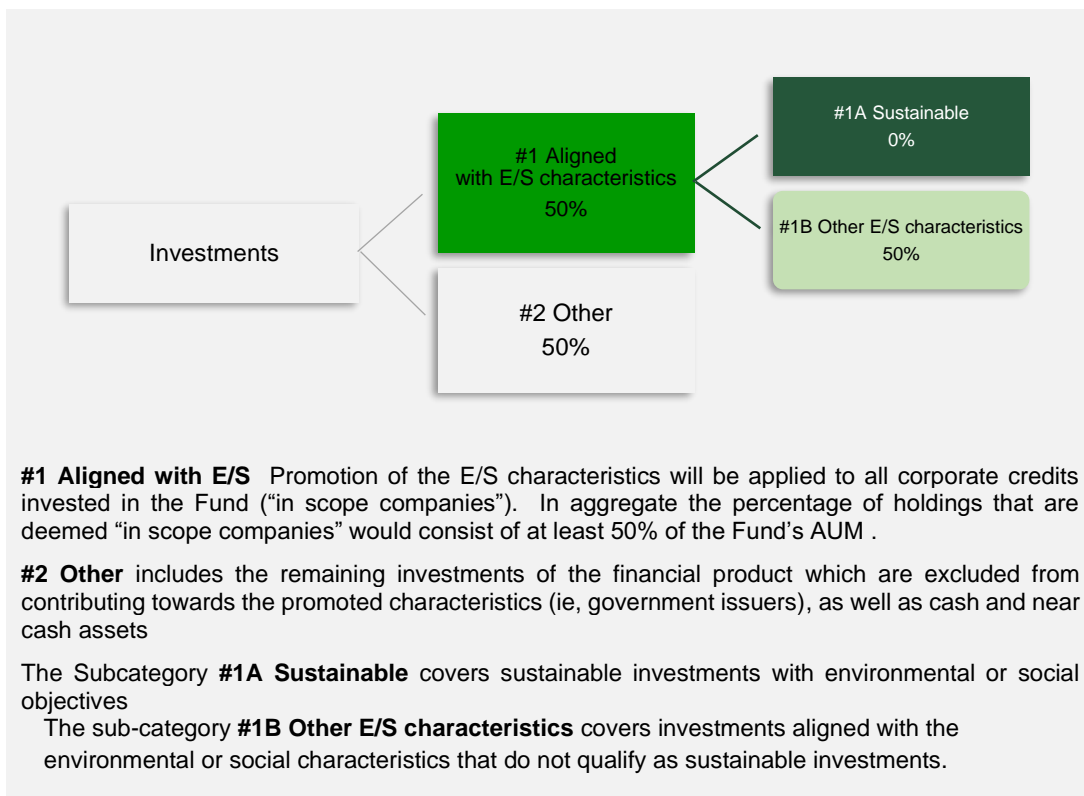 Investments
#1 Aligned
with E/S characteristics
50%
#2 Other
50%
#1A Sustainable
0%
#1B Other E/S characteristics
50%
#1 Aligned with E/S  Promotion of the E/S characteristics will be applied to all corporate credits
invested in the Fund (“in scope companies”).  In aggregate the percentage of holdings that are
deemed “in scope companies” would consist of at least 50% of the Fund’s AUM .
#2 Other includes the remaining investments of the financial product which are excluded from
contributing towards the promoted characteristics (ie, government issuers), as well as cash and near
cash assets
The Subcategory #1A Sustainable covers sustainable investments with environmental or social
objectives
The sub-category #1B Other E/S characteristics covers investments aligned with the
environmental or social characteristics that do not qualify as sustainable investments.